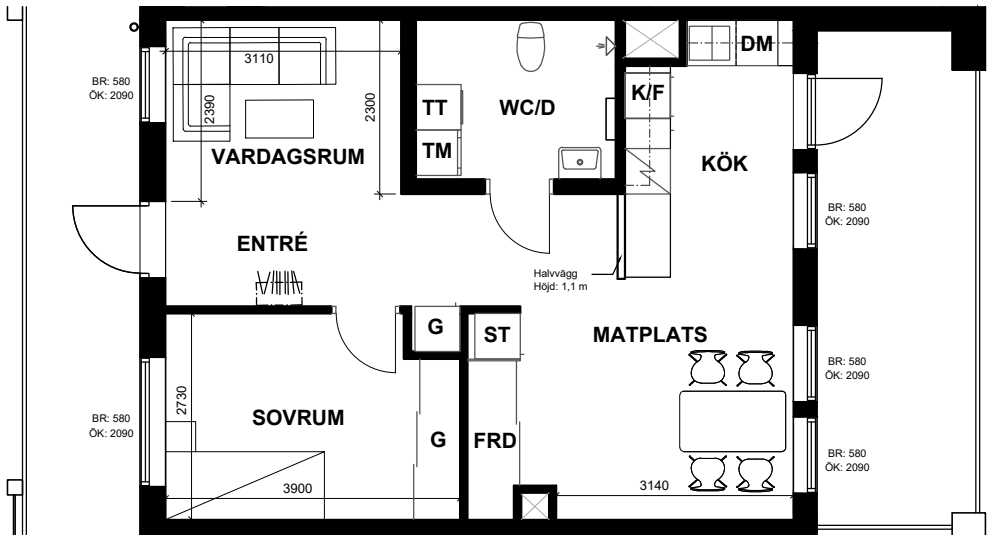 DM
3110
BR: 580
ÖK: 2090
K/F
TT
WC/D
2390
2300
TM
VARDAGSRUM
KÖK
BR: 580
ÖK: 2090
ENTRÉ
Halvvägg
Höjd: 1,1 m
G
ST
MATPLATS
BR: 580
ÖK: 2090
2730
BR: 580
ÖK: 2090
SOVRUM
G
FRD
BR: 580
ÖK: 2090
3900
3140